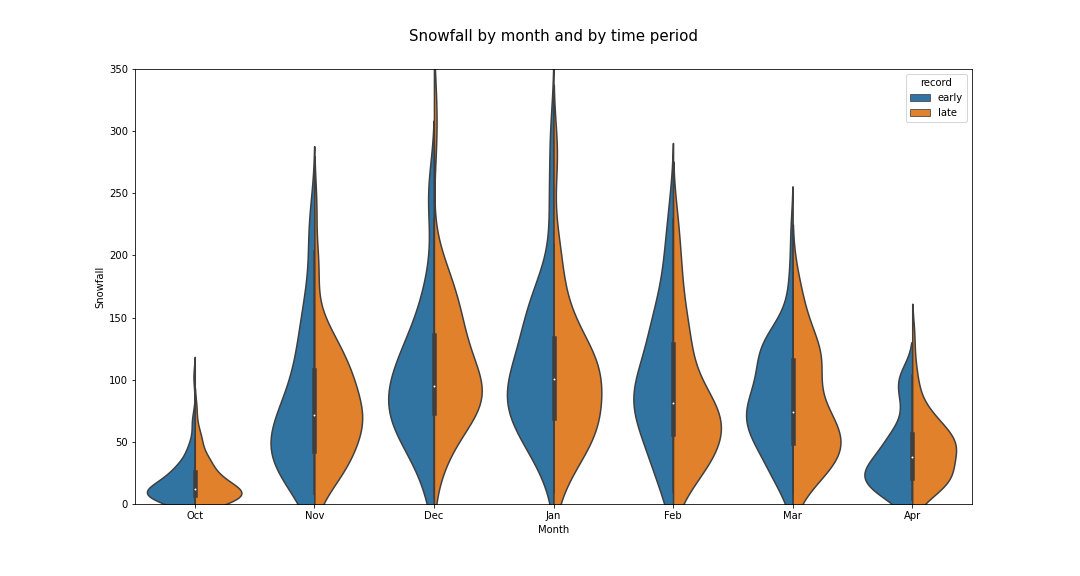 Snowfall by month and by time period
350
300
250
200
150
100
50
0
Snowfall
record
early
late
Oct
Nov
Dec
Jan
Feb
Mar
Apr
Month